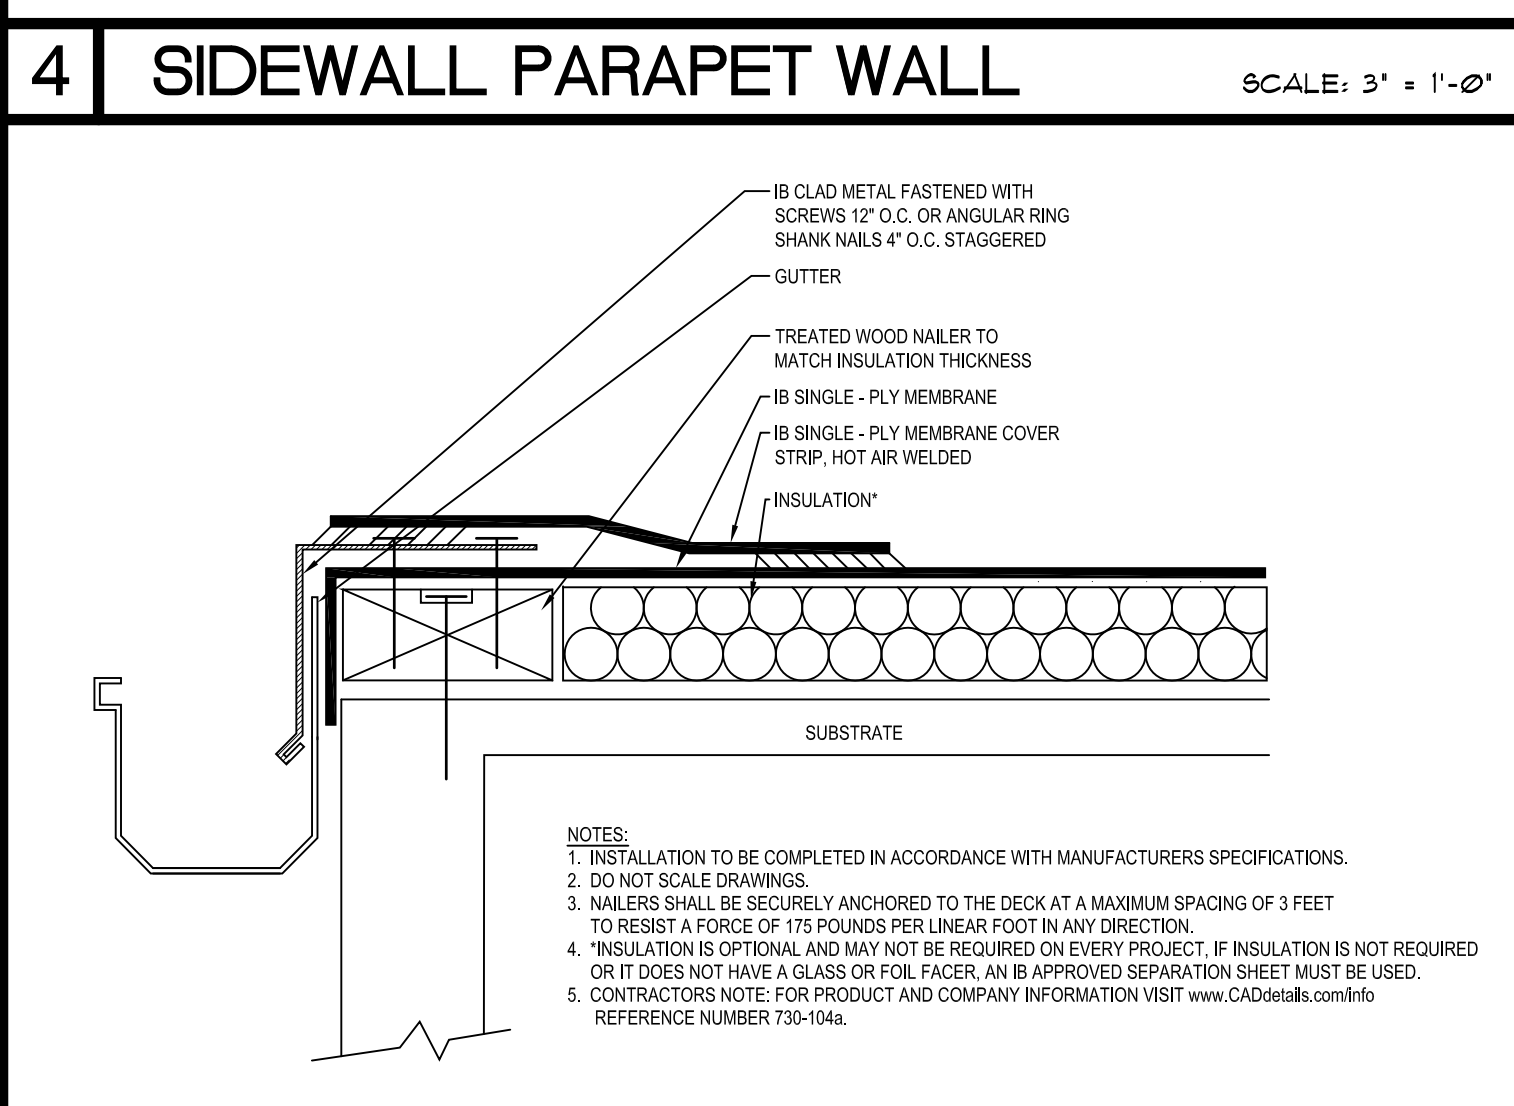 4 SIDEWALL PARAPET WALL SCALE: 3" = 1'-0"
IB CLAD METAL FASTENED WITH
SCREWS 12" O.C. OR ANGULAR RING
SHANK NAILS 4" O.C. STAGGERED
GUTTER
TREATED WOOD NAILER TO
MATCH INSULATION THICKNESS
IB SINGLE - PLY MEMBRANE
IB SINGLE - PLY MEMBRANE COVER
STRIP, HOT AIR WELDED
INSULATION*
SUBSTRATE
NOTES:
1. INSTALLATION TO BE COMPLETED IN ACCORDANCE WITH MANUFACTURERS SPECIFICATIONS.
2. DO NOT SCALE DRAWINGS.
3. NAILERS SHALL BE SECURELY ANCHORED TO THE DECK AT A MAXIMUM SPACING OF 3 FEET
TO RESIST A FORCE OF 175 POUNDS PER LINEAR FOOT IN ANY DIRECTION.
4. *INSULATION IS OPTIONAL AND MAY NOT BE REQUIRED ON EVERY PROJECT, IF INSULATION IS NOT REQUIRED
OR IT DOES NOT HAVE A GLASS OR FOIL FACER, AN IB APPROVED SEPARATION SHEET MUST BE USED.
5. CONTRACTORS NOTE: FOR PRODUCT AND COMPANY INFORMATION VISIT www.CADdetails.com/info
REFERENCE NUMBER 730-104a.